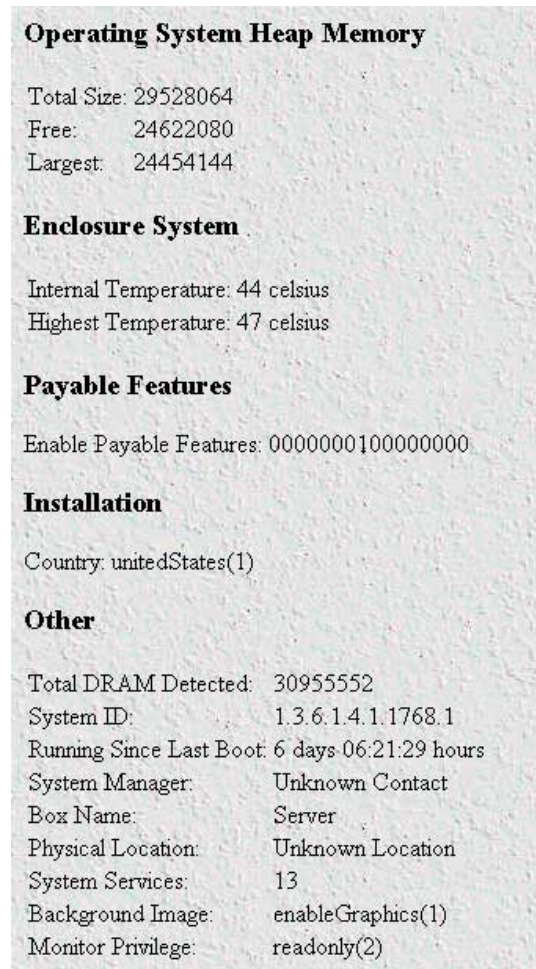 Operating System Heap Memory
Total Size: 29528064
Free: 24622080
Largest: 24454144
Enclosure System
Internal Temperature: 44 celsius
Highest Temperature: 47 celsius
Payable Features
Enable Payable Features: 0000000100000000
Installation
Country: unitedStates(1)
Other
Total DRAM Detected: 30955552
System ID: 1.3.6.1.4.1.1768.1
Running Since Last Boot: 6 days 06:21:29 hours
System Manager: Unknown Contact
Box Name: Server
Physical Location: Unknown Location
System Services: 13
Background Image: enableGraphics(1)
Monitor Privilege: readonly(2)